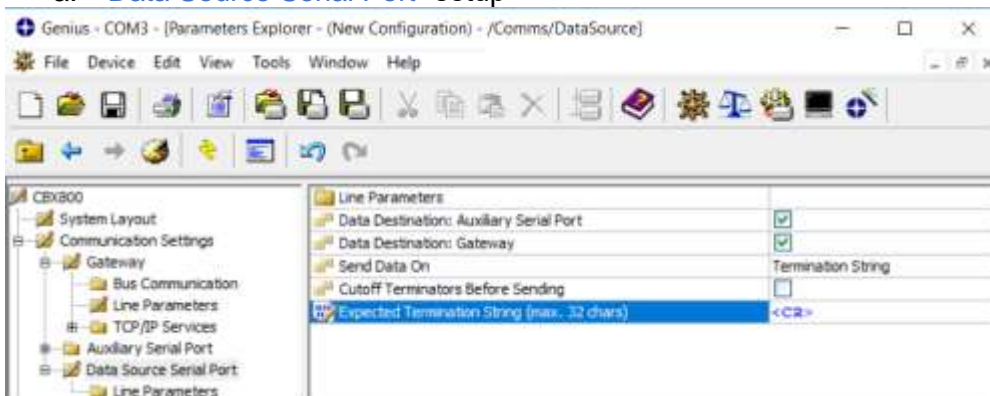 a. Data Source Serial Port setup
Genius - COM3 - [Parameters Explorer - (New Configuration) - /Comms/DataSource]
File Device Edit View Tools Window Help
CBX800
System Layout
Communication Settings
Gateway
Bus Communication
Line Parameters
TCP/IP Services
Auxiliary Serial Port
Data Source Serial Port
Line Parameters
Line Parameters
Data Destination: Auxiliary Serial Port
Data Destination: Gateway
Send Data On Termination String
Cutoff Terminators Before Sending
Expected Termination String (max. 32 chars) <CR>